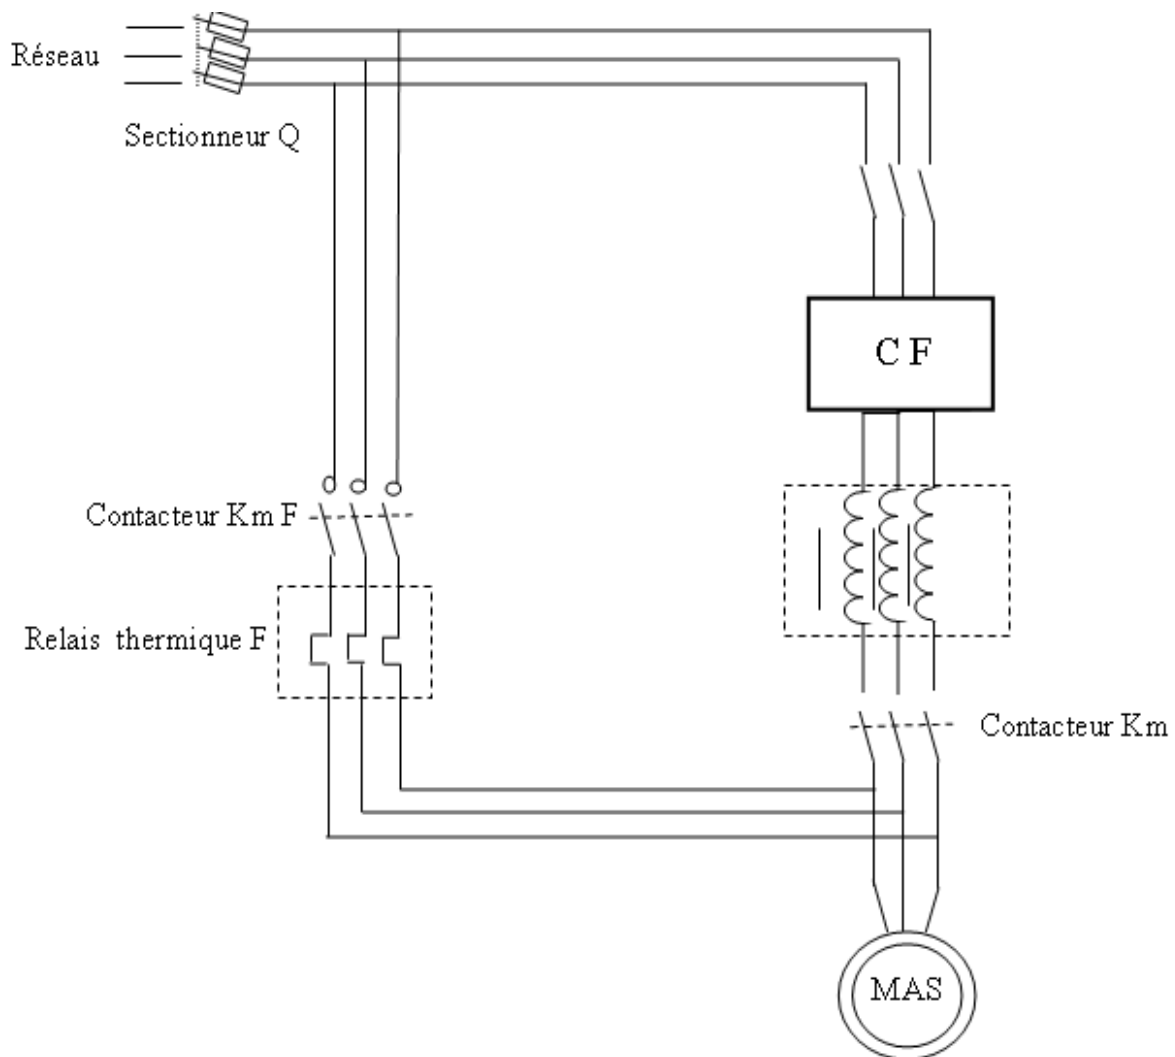 Réseau
Sectionneur Q
C F
Contacteur Km F
Relais thermique F
Contacteur Km
MAS